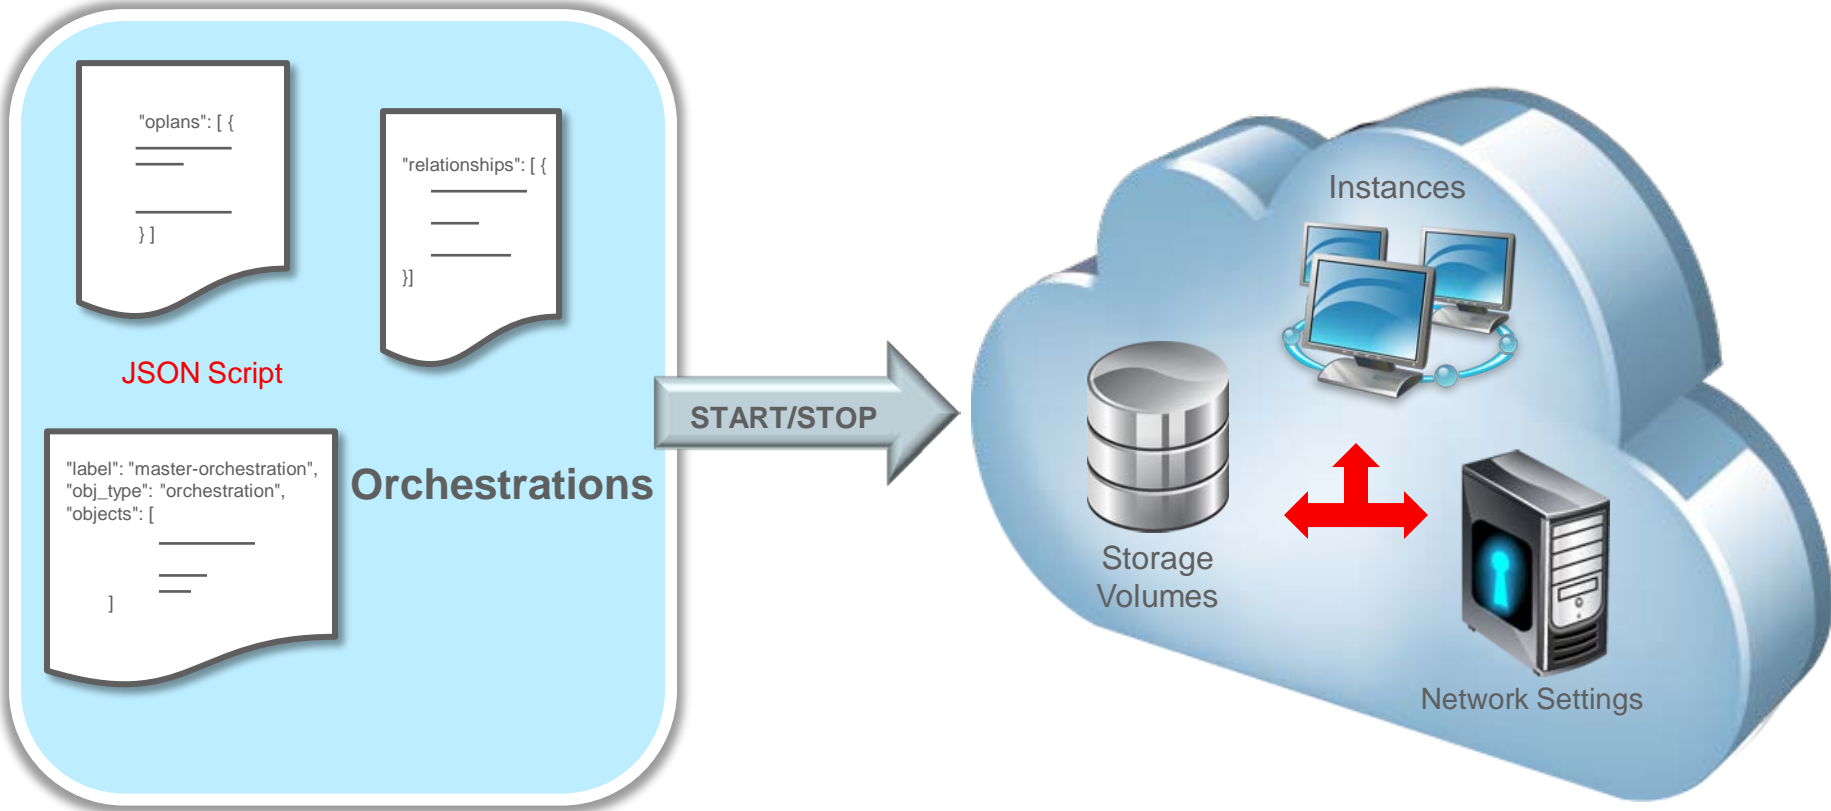 "oplans": [ {
} ]
"relationships": [ {
}]
JSON Script
"label": "master-orchestration",
"obj_type": "orchestration",
"objects": [
]
Orchestrations
START/STOP
Instances
Storage
Volumes
Network Settings